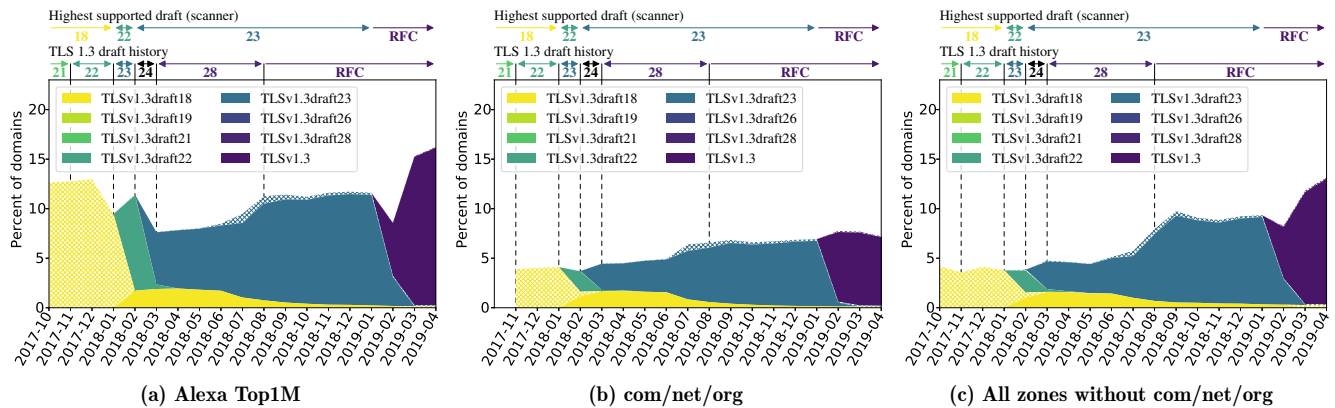 Highest supported draft (scanner)
18 22 23 RFC
TLS 1.3 draft history
21 22 23 24 28 RFC
Percent of domains
20
15
10
5
0
TLSv1.3draft18 TLSv1.3draft23
TLSv1.3draft19 TLSv1.3draft26
TLSv1.3draft21 TLSv1.3draft28
TLSv1.3draft22 TLSv1.3
2017-10 2017-11 2017-12 2018-01 2018-02 2018-03 2018-04 2018-05 2018-06 2018-07 2018-08 2018-09 2018-10 2018-11 2018-12 2019-01 2019-02 2019-03 2019-04
(a) Alexa Top1M
Highest supported draft (scanner)
18 22 23 RFC
TLS 1.3 draft history
21 22 23 24 28 RFC
Percent of domains
20
15
10
5
0
TLSv1.3draft18 TLSv1.3draft23
TLSv1.3draft19 TLSv1.3draft26
TLSv1.3draft21 TLSv1.3draft28
TLSv1.3draft22 TLSv1.3
2017-11 2017-12 2018-01 2018-02 2018-03 2018-04 2018-05 2018-06 2018-07 2018-08 2018-09 2018-10 2018-11 2018-12 2019-01 2019-02 2019-03 2019-04
(b) com/net/org
Highest supported draft (scanner)
18 22 23 RFC
TLS 1.3 draft history
21 22 23 24 28 RFC
Percent of domains
20
15
10
5
0
TLSv1.3draft18 TLSv1.3draft23
TLSv1.3draft19 TLSv1.3draft26
TLSv1.3draft21 TLSv1.3draft28
TLSv1.3draft22 TLSv1.3
2017-10 2017-11 2017-12 2018-01 2018-02 2018-03 2018-04 2018-05 2018-06 2018-07 2018-08 2018-09 2018-10 2018-11 2018-12 2019-01 2019-02 2019-03 2019-04
(c) All zones without com/net/org